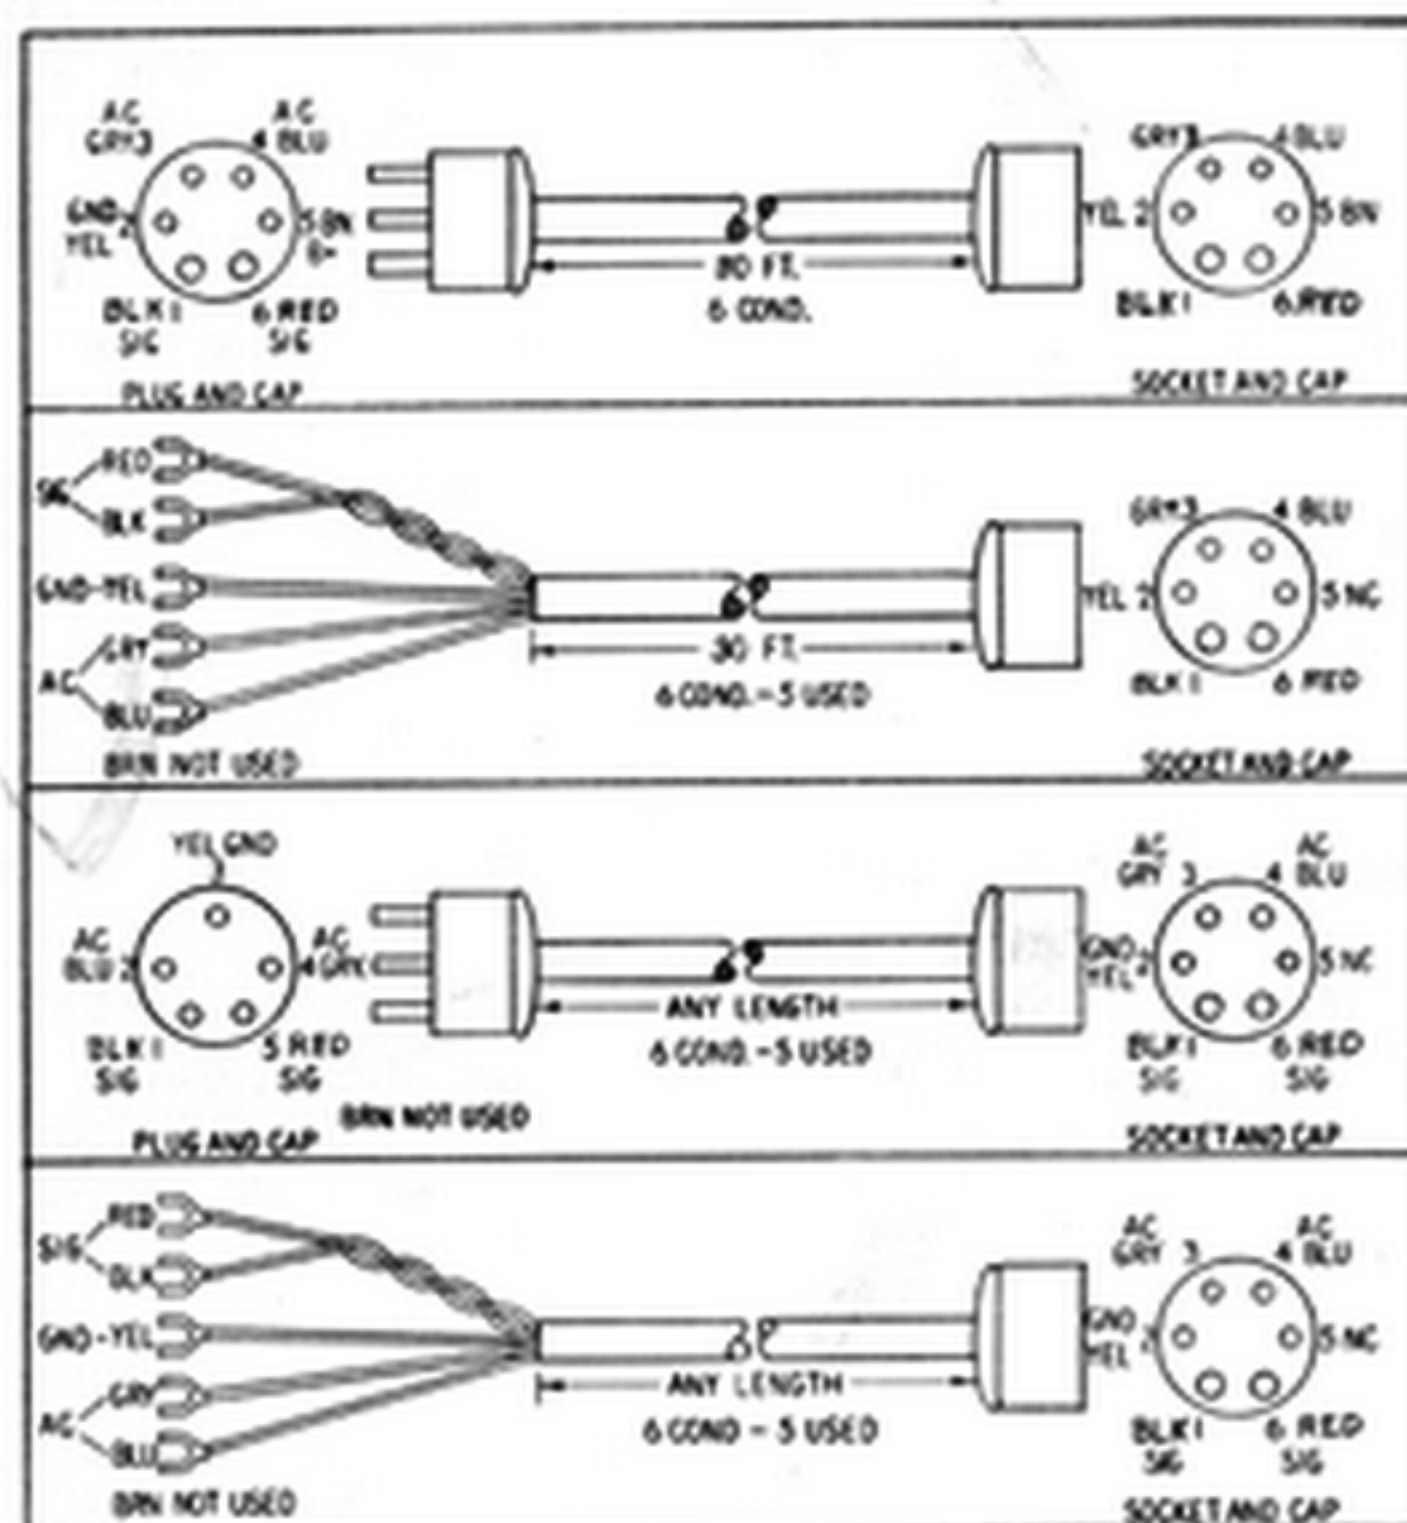 AC AC
GRY 3 4 BLU GRY 3 4 BLU
GND
YEL 2 5 BN YEL 2 5 BN
30 FT.
BLK 1 6 RED 6 COND. BLK 1 6 RED
SIG SIG
PLUG AND CAP SOCKET AND CAP
RED
SIG
BLK GRY 3 4 BLU
GND-YEL YEL 2 5 NC
GRY 30 FT.
AC
BLU 6 COND.-5 USED BLK 1 6 RED
BRN NOT USED SOCKET AND CAP
YEL GND AC AC
3 GRY 3 4 BLU
AC AC GND
BLU 2 4 GRY YEL 2 5 NC
ANY LENGTH
BLK 1 5 RED 6 COND.-5 USED BLK 1 6 RED
SIG SIG SIG SIG
BRN NOT USED
PLUG AND CAP SOCKET AND CAP
RED AC AC
SIG GRY 3 4 BLU
BLK
GND-YEL GND
YEL 2 5 NC
GRY ANY LENGTH
AC
BLU 6 COND-5 USED BLK 1 6 RED
SIG SIG
BRN NOT USED SOCKET AND CAP